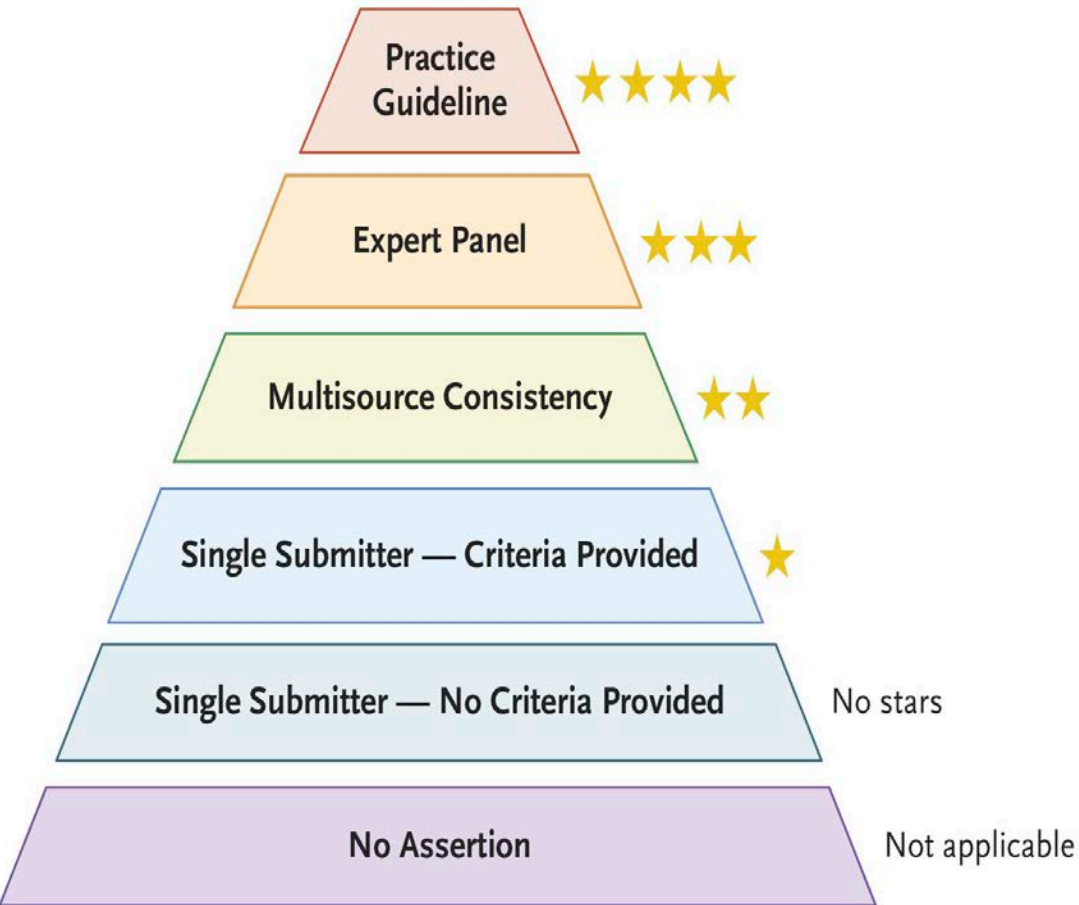 Practice
Guideline
Expert Panel
Multisource Consistency
Single Submitter — Criteria Provided
Single Submitter — No Criteria Provided
No stars
No Assertion
Not applicable